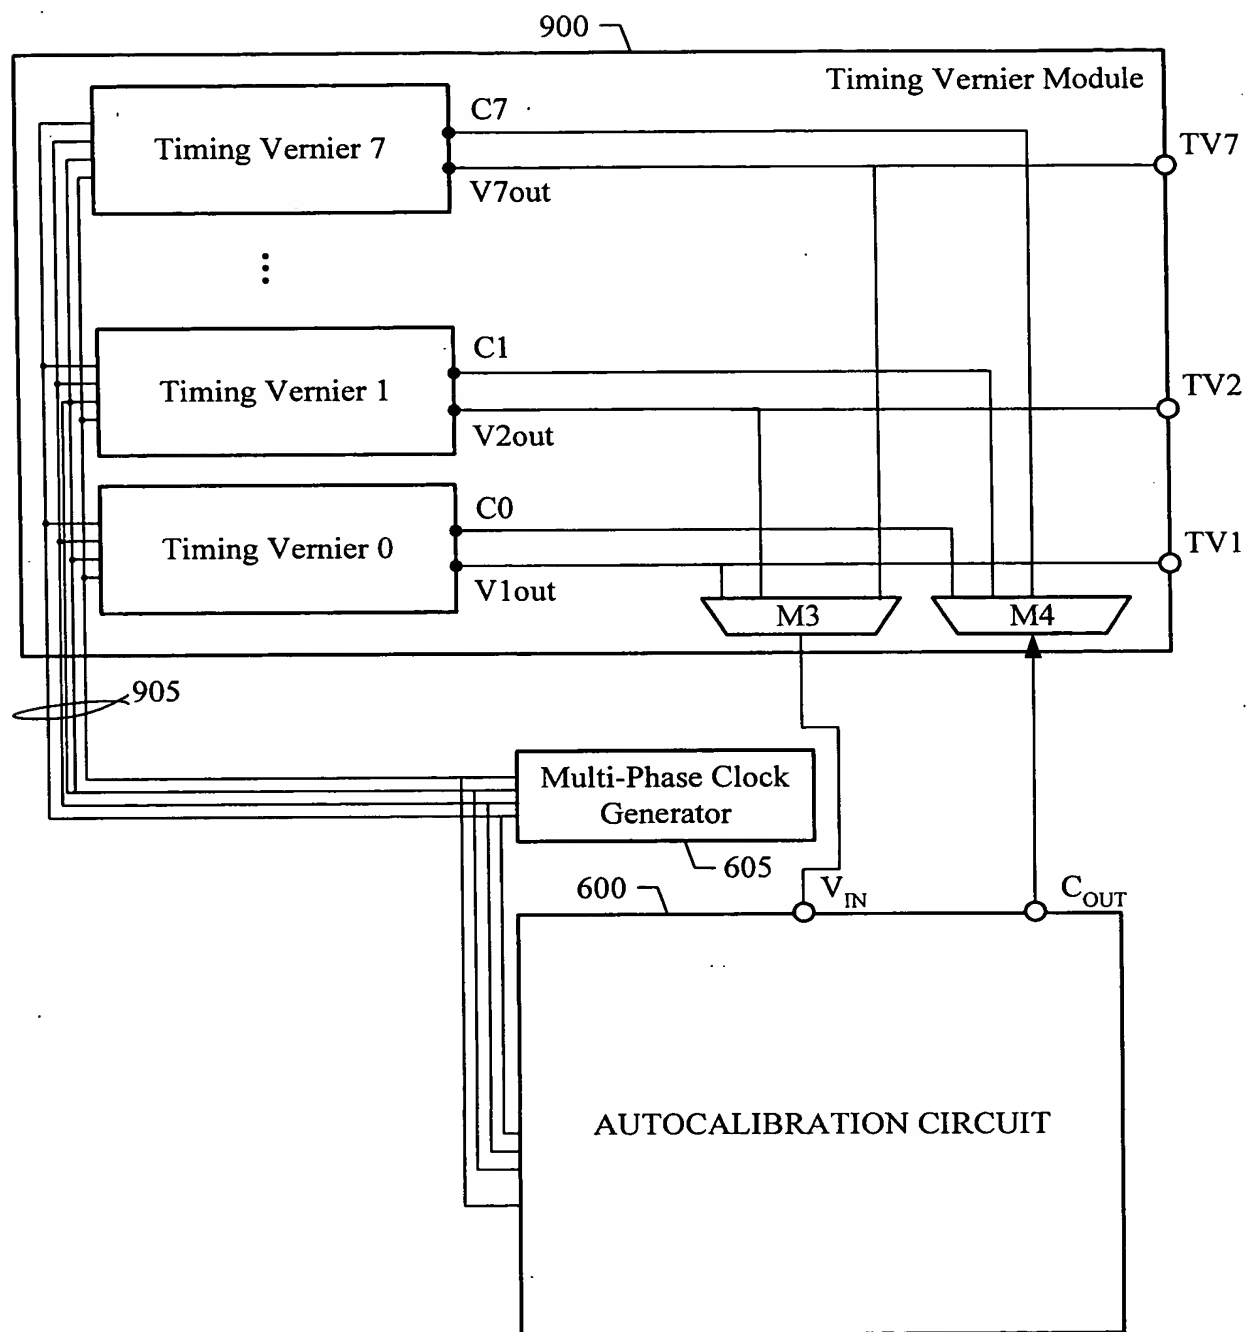 900
Timing Vernier Module
C7
Timing Vernier 7
TV7
V7out
C1
Timing Vernier 1
TV2
V2out
C0
Timing Vernier 0
TV1
V1out
M3
M4
905
Multi-Phase Clock
Generator
605
600
VIN
COUT
AUTOCALIBRATION CIRCUIT